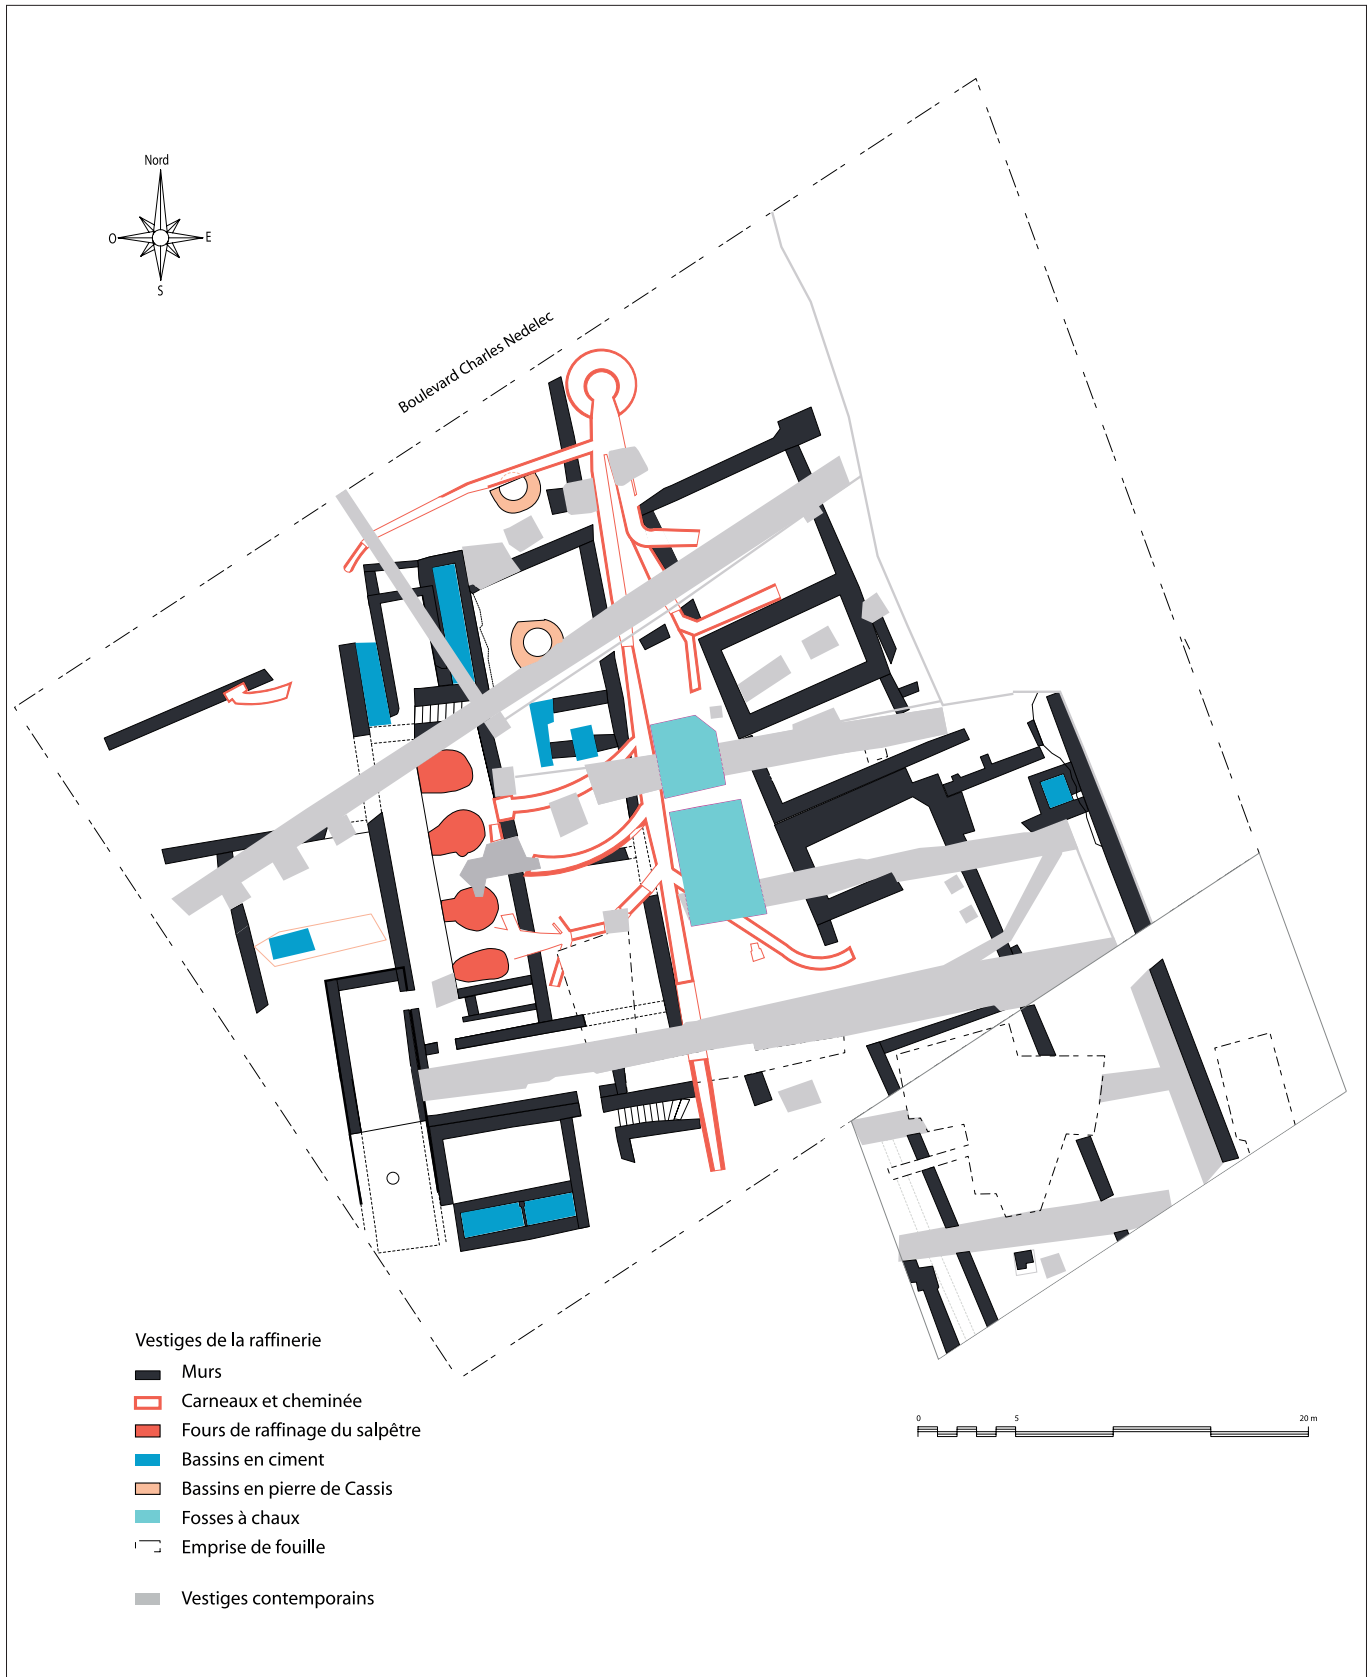 Nord
O
E
S
Boulevard Charles Nedelec
Vestiges de la raffinerie
Murs
Carneaux et cheminée
Fours de raffinage du salpêtre
Bassins en ciment
Bassins en pierre de Cassis
Fosses à chaux
Emprise de fouille
Vestiges contemporains
0 5 20 m